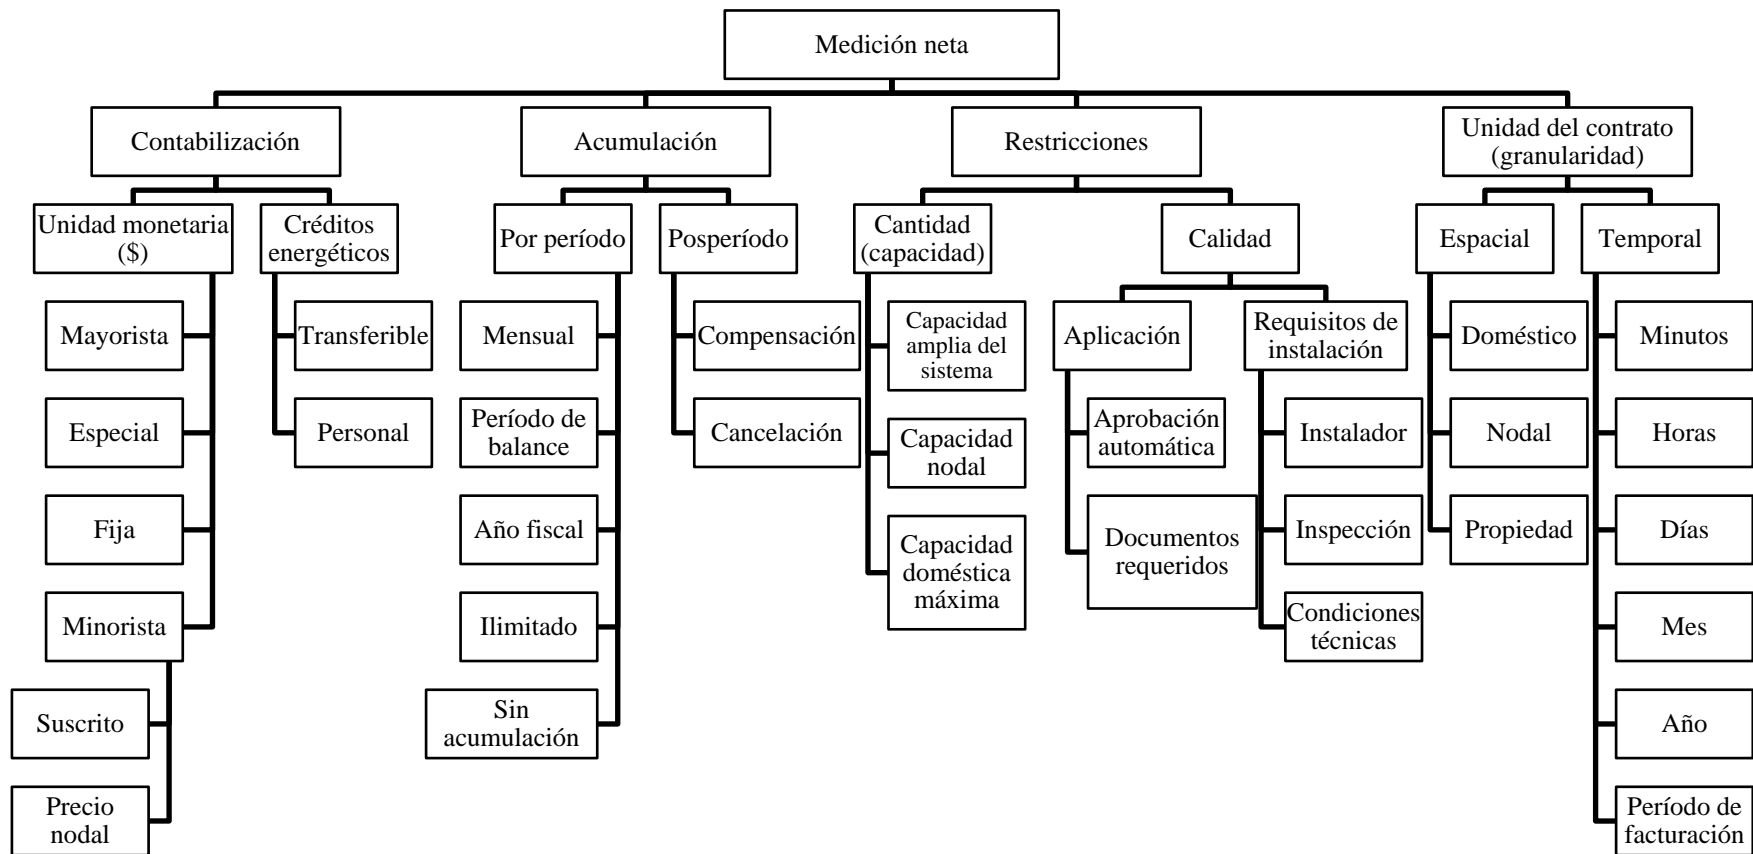 Medición neta
Contabilización
Acumulación
Restricciones
Unidad del contrato
(granularidad)
Unidad monetaria
($)
Créditos
energéticos
Por período
Posperíodo
Cantidad
(capacidad)
Calidad
Espacial
Temporal
Mayorista
Especial
Fija
Minorista
Suscrito
Precio
nodal
Transferible
Personal
Mensual
Período de
balance
Año fiscal
Ilimitado
Sin
acumulación
Compensación
Cancelación
Capacidad
amplia del
sistema
Capacidad
nodal
Capacidad
doméstica
máxima
Aplicación
Aprobación
automática
Documentos
requeridos
Requisitos de
instalación
Instalador
Inspección
Condiciones
técnicas
Doméstico
Nodal
Propiedad
Minutos
Horas
Días
Mes
Año
Período de
facturación